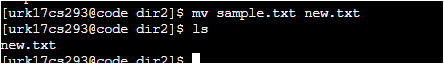 [urk17cs293@code dir2]$ mv sample.txt new.txt
[urk17cs293@code dir2]$ ls
new.txt
[urk17cs293@code dir2]$